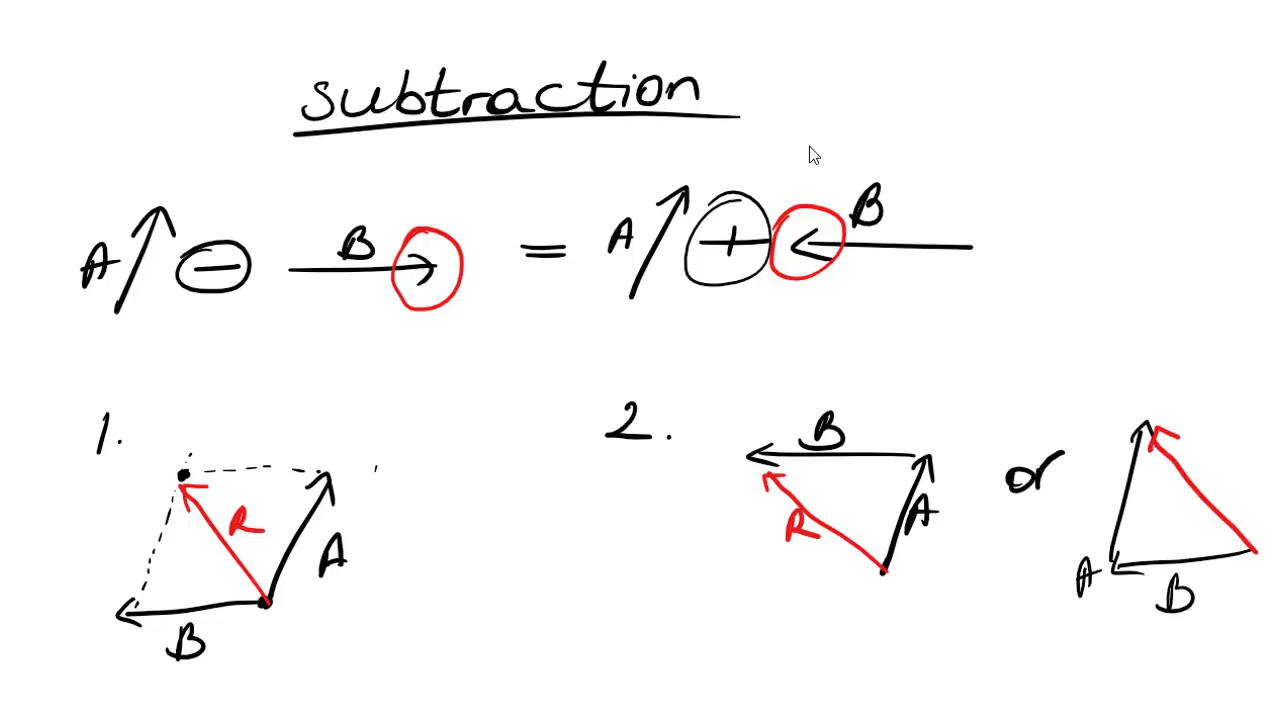 subtraction
A − B = A + B
1.
R
A
B
2.
B
R
A
or
A
B